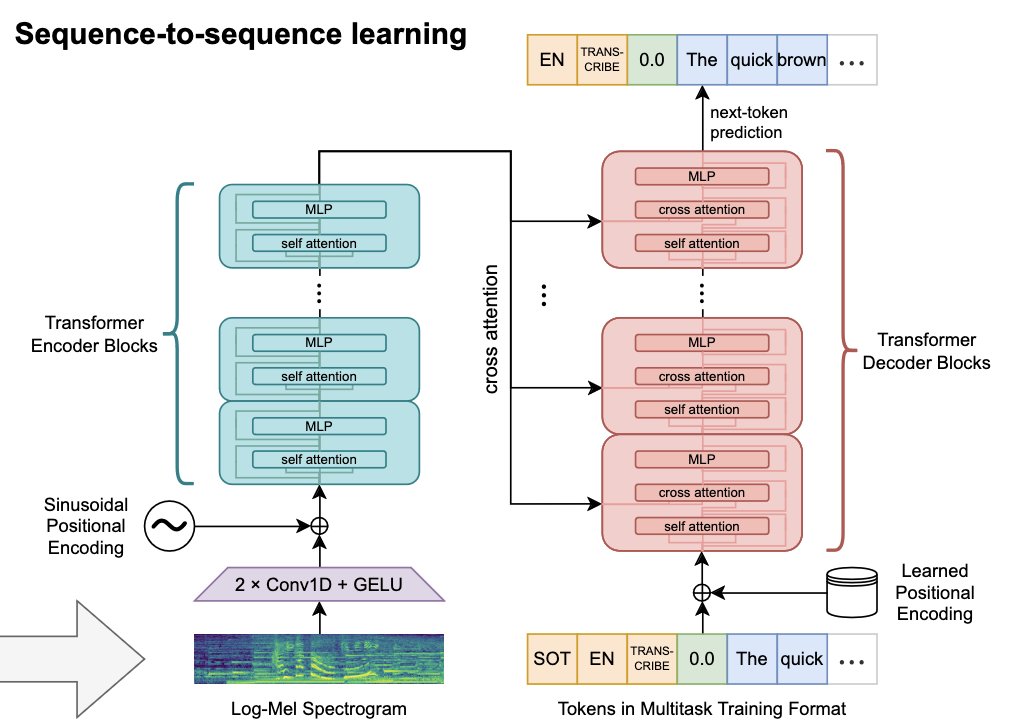 Sequence-to-sequence learning
EN
TRANS-
CRIBE
0.0
The
quick
brown
...
next-token
prediction
MLP
self attention
...
MLP
self attention
MLP
self attention
Transformer
Encoder Blocks
cross attention
...
MLP
cross attention
self attention
...
MLP
cross attention
self attention
MLP
cross attention
self attention
Transformer
Decoder Blocks
Sinusoidal
Positional
Encoding
2 × Conv1D + GELU
Log-Mel Spectrogram
Learned
Positional
Encoding
SOT
EN
TRANS-
CRIBE
0.0
The
quick
...
Tokens in Multitask Training Format